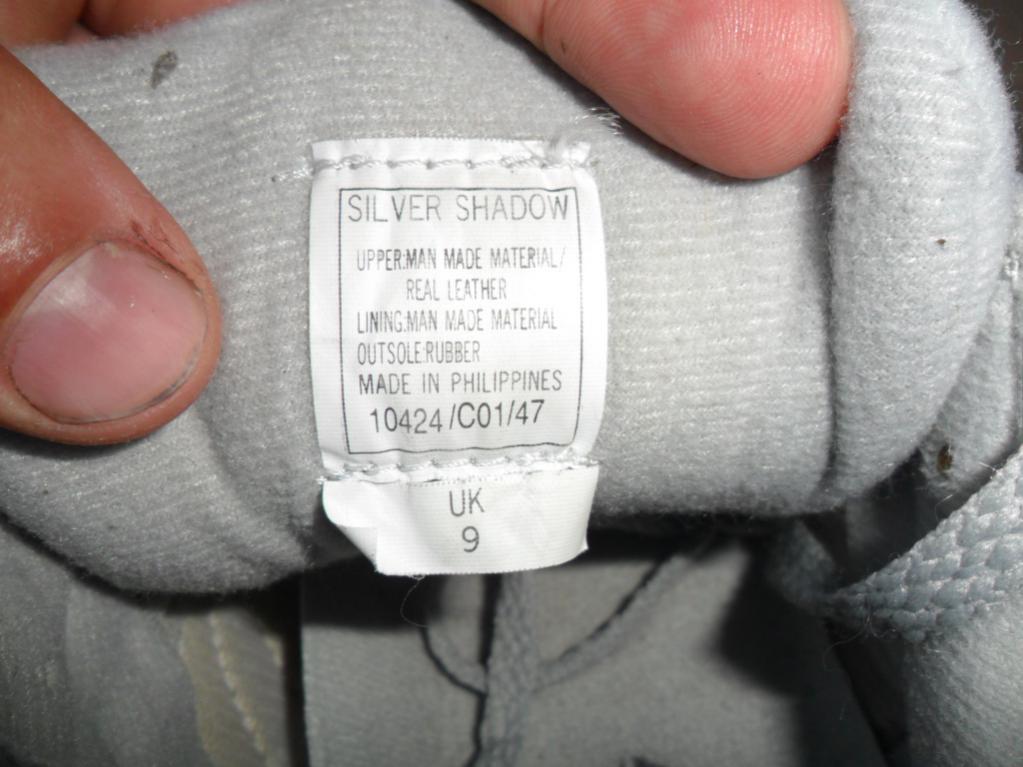 SILVER SHADOW
UPPER:MAN MADE MATERIAL/
REAL LEATHER
LINING:MAN MADE MATERIAL
OUTSOLE:RUBBER
MADE IN PHILIPPINES
10424/C01/47
UK
9